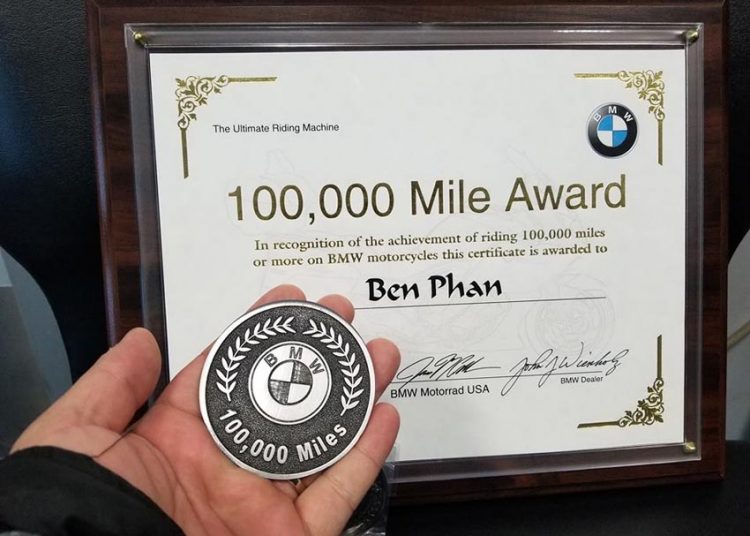 The Ultimate Riding Machine
BMW
100,000 Mile Award
In recognition of the achievement of riding 100,000 miles
or more on BMW motorcycles this certificate is awarded to
Ben Phan
BMW Motorrad USA
John J Wienholz
BMW Dealer
BMW
100,000 Miles